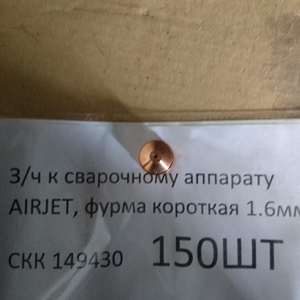 З/ч к сварочному аппарату
AIRJET, фурма короткая 1.6мм
СКК 149430 150ШТ